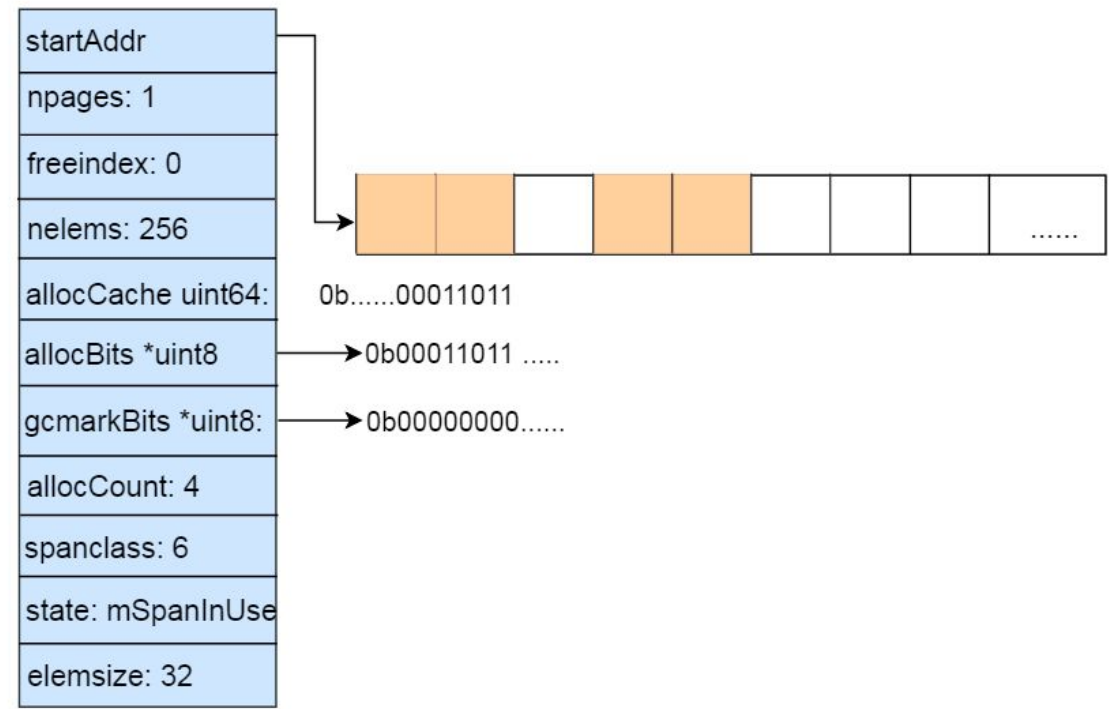 startAddr
npages: 1
freeindex: 0
nelems: 256
......
allocCache uint64: 0b......00011011
allocBits *uint8 0b00011011 .....
gcmarkBits *uint8: 0b00000000......
allocCount: 4
spanclass: 6
state: mSpanInUse
elemsize: 32